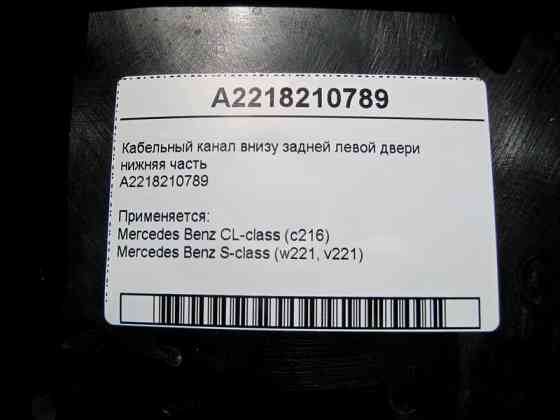 A2218210789
Кабельный канал внизу задней левой двери
нижняя часть
A2218210789
Применяется:
Mercedes Benz CL-class (c216)
Mercedes Benz S-class (w221, v221)